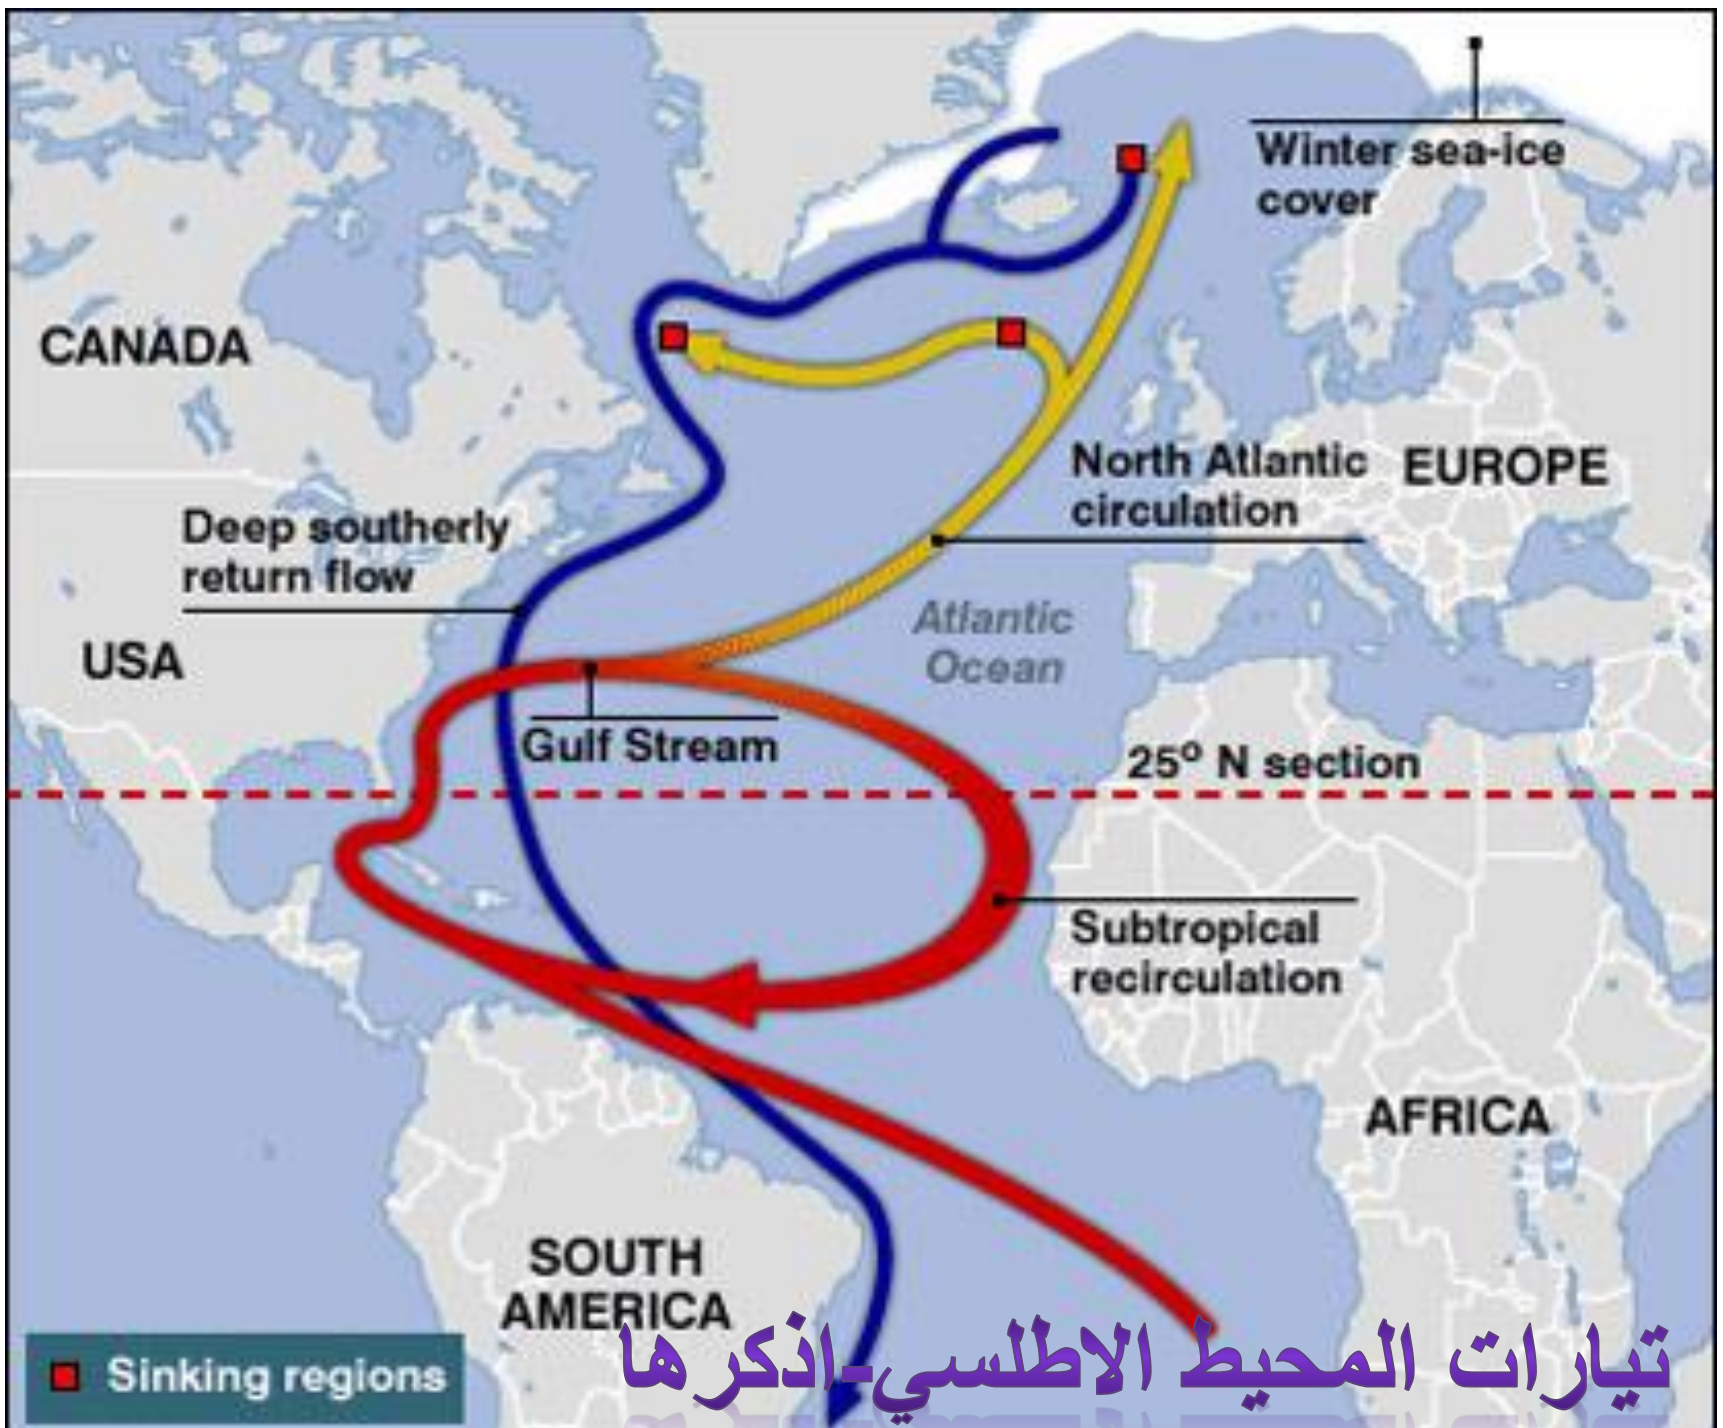 Winter sea-ice
cover
CANADA
North Atlantic
circulation
EUROPE
Deep southerly
return flow
Atlantic
Ocean
USA
Gulf Stream
25º N section
Subtropical
recirculation
AFRICA
SOUTH
AMERICA
تيارات المحيط الاطلسي-اذكرها
Sinking regions